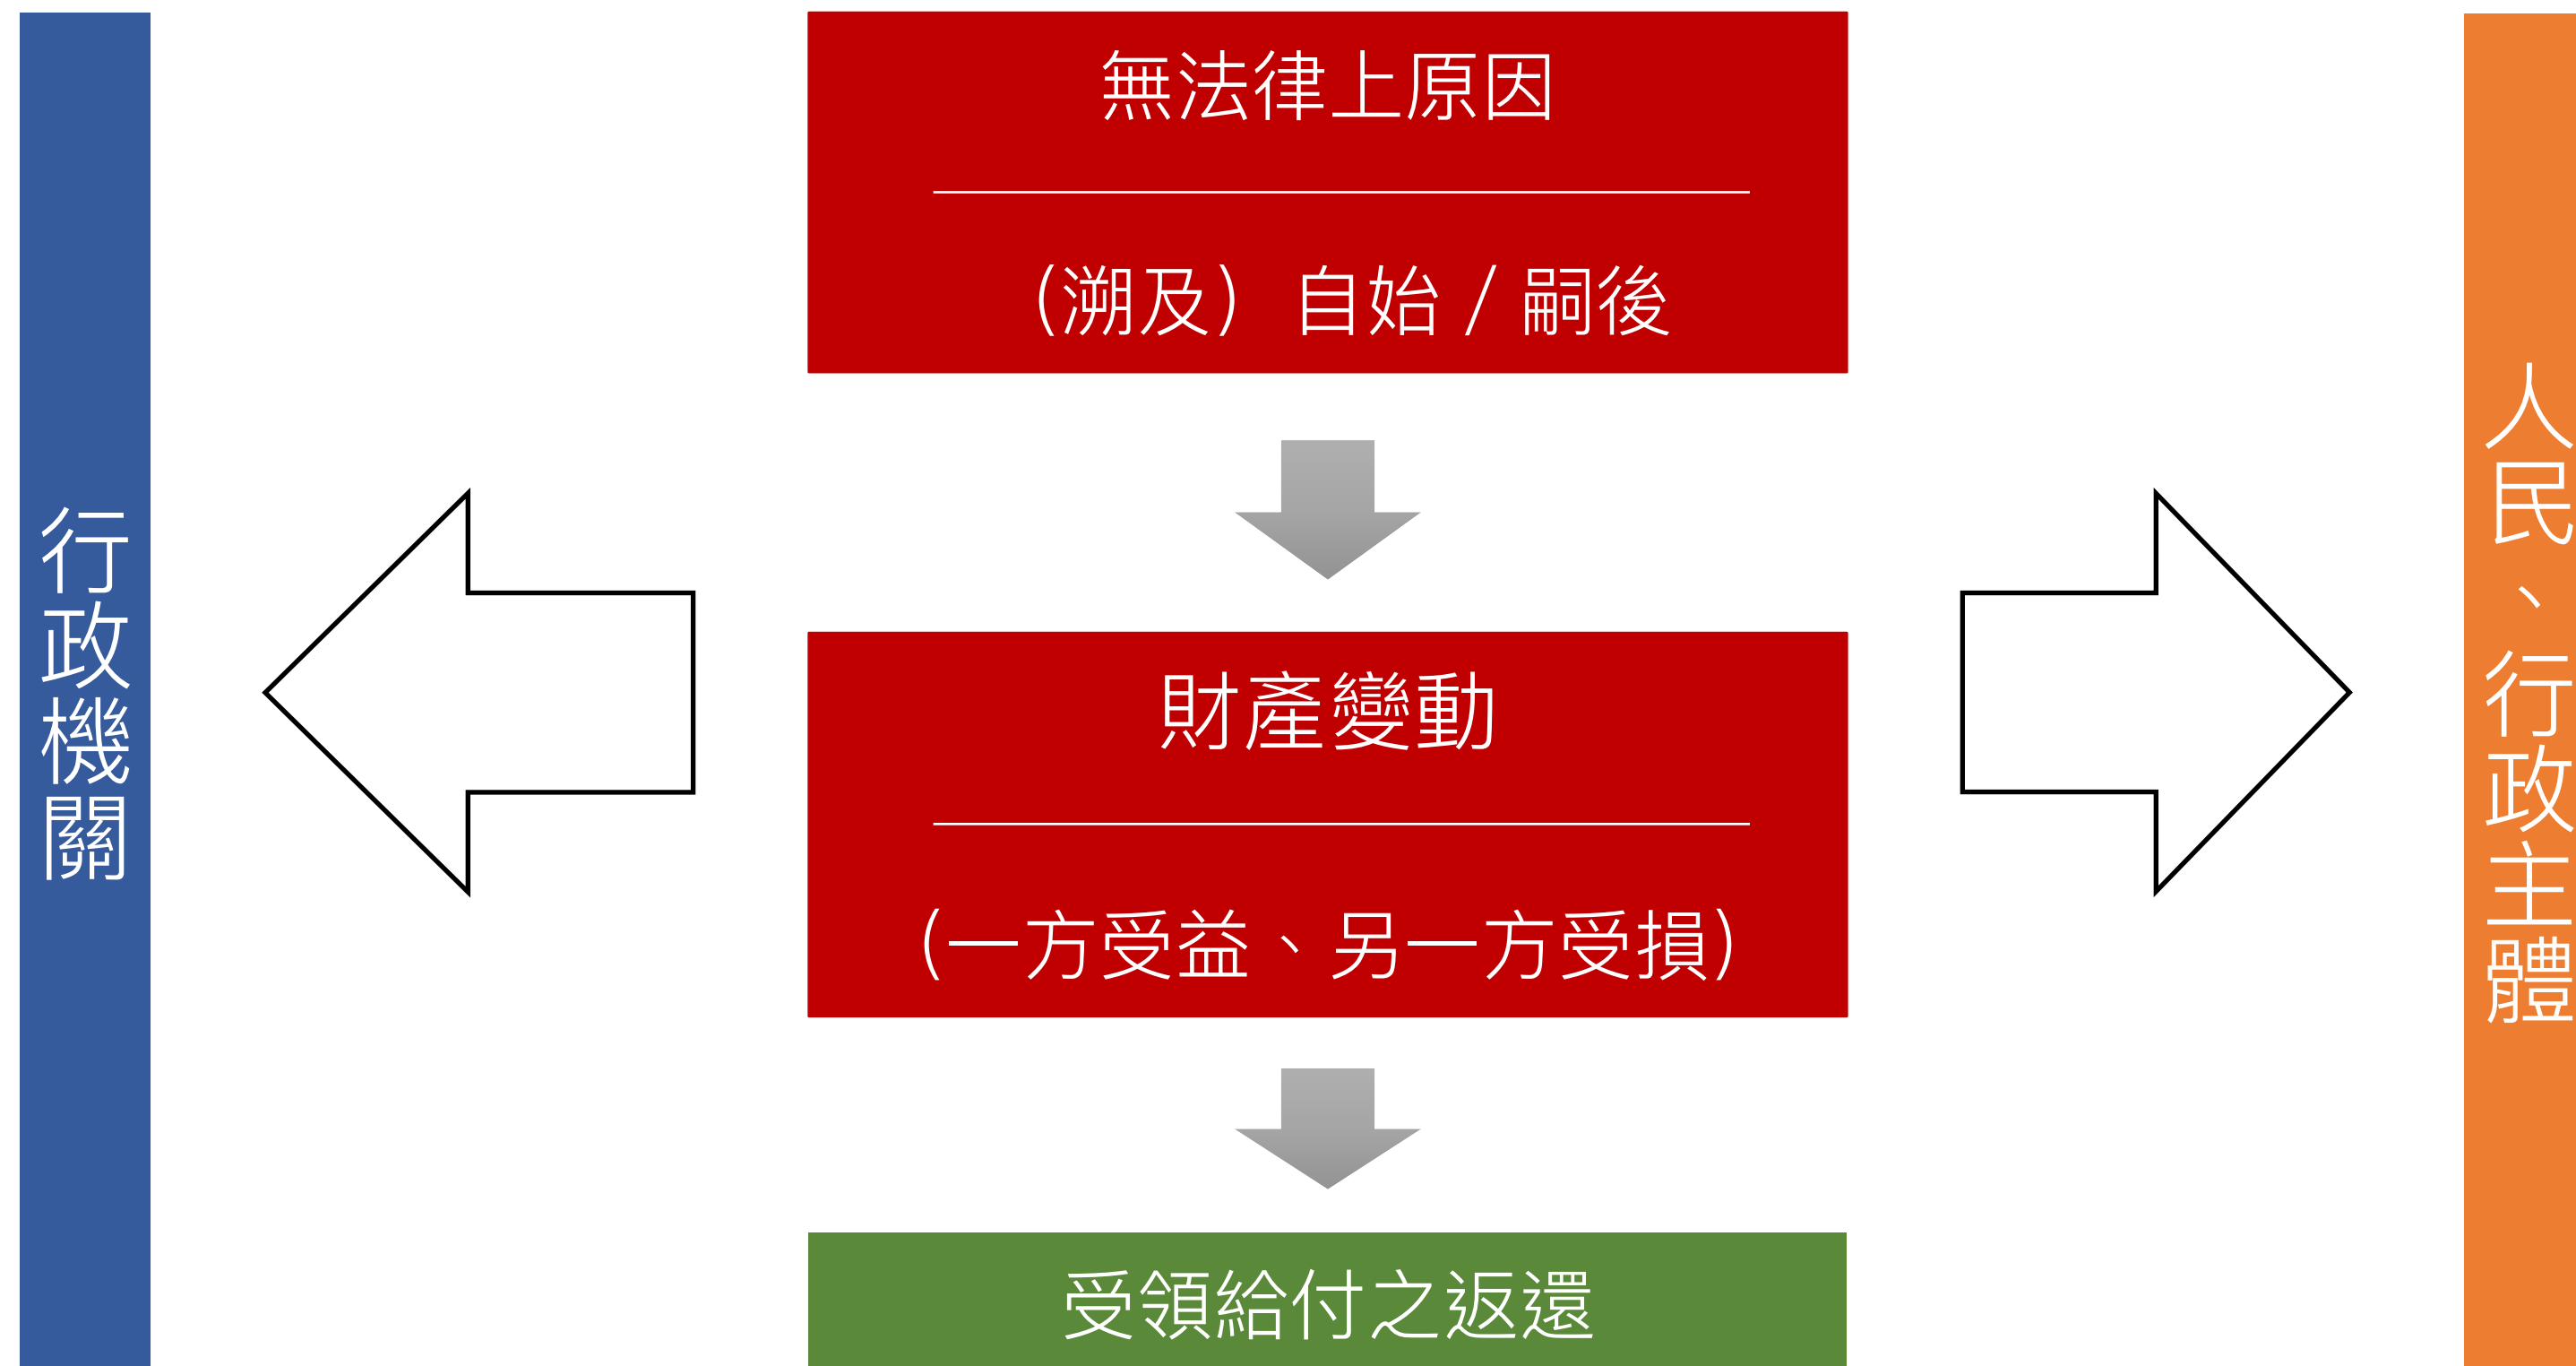 行政機關
無法律上原因
(溯及) 自始 / 嗣後
財產變動
(一方受益、另一方受損)
受領給付之返還
人民、行政主體